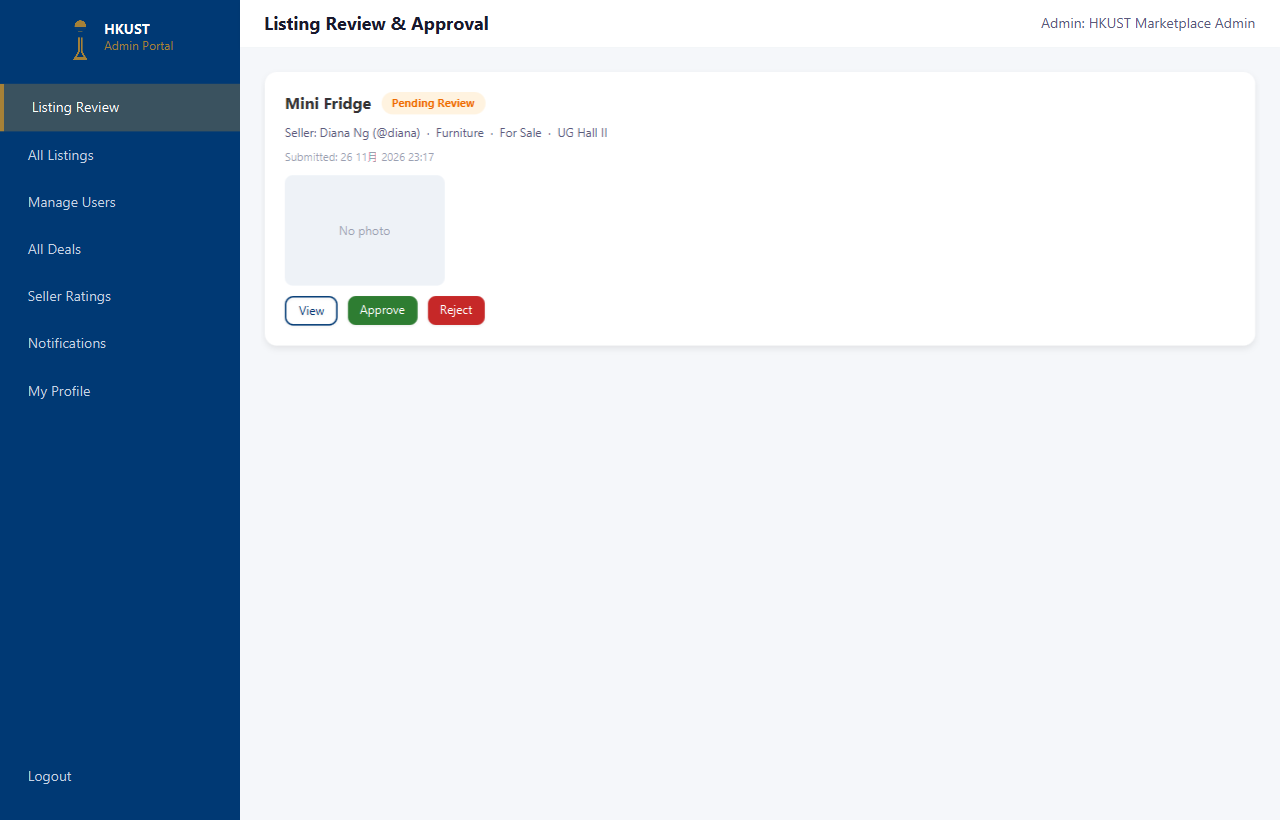 HKUST
Admin Portal
Listing Review
All Listings
Manage Users
All Deals
Seller Ratings
Notifications
My Profile
Logout
Listing Review & Approval
Admin: HKUST Marketplace Admin
Mini Fridge Pending Review
Seller: Diana Ng (@diana) · Furniture · For Sale · UG Hall II
Submitted: 26 11月 2026 23:17
No photo
View Approve Reject